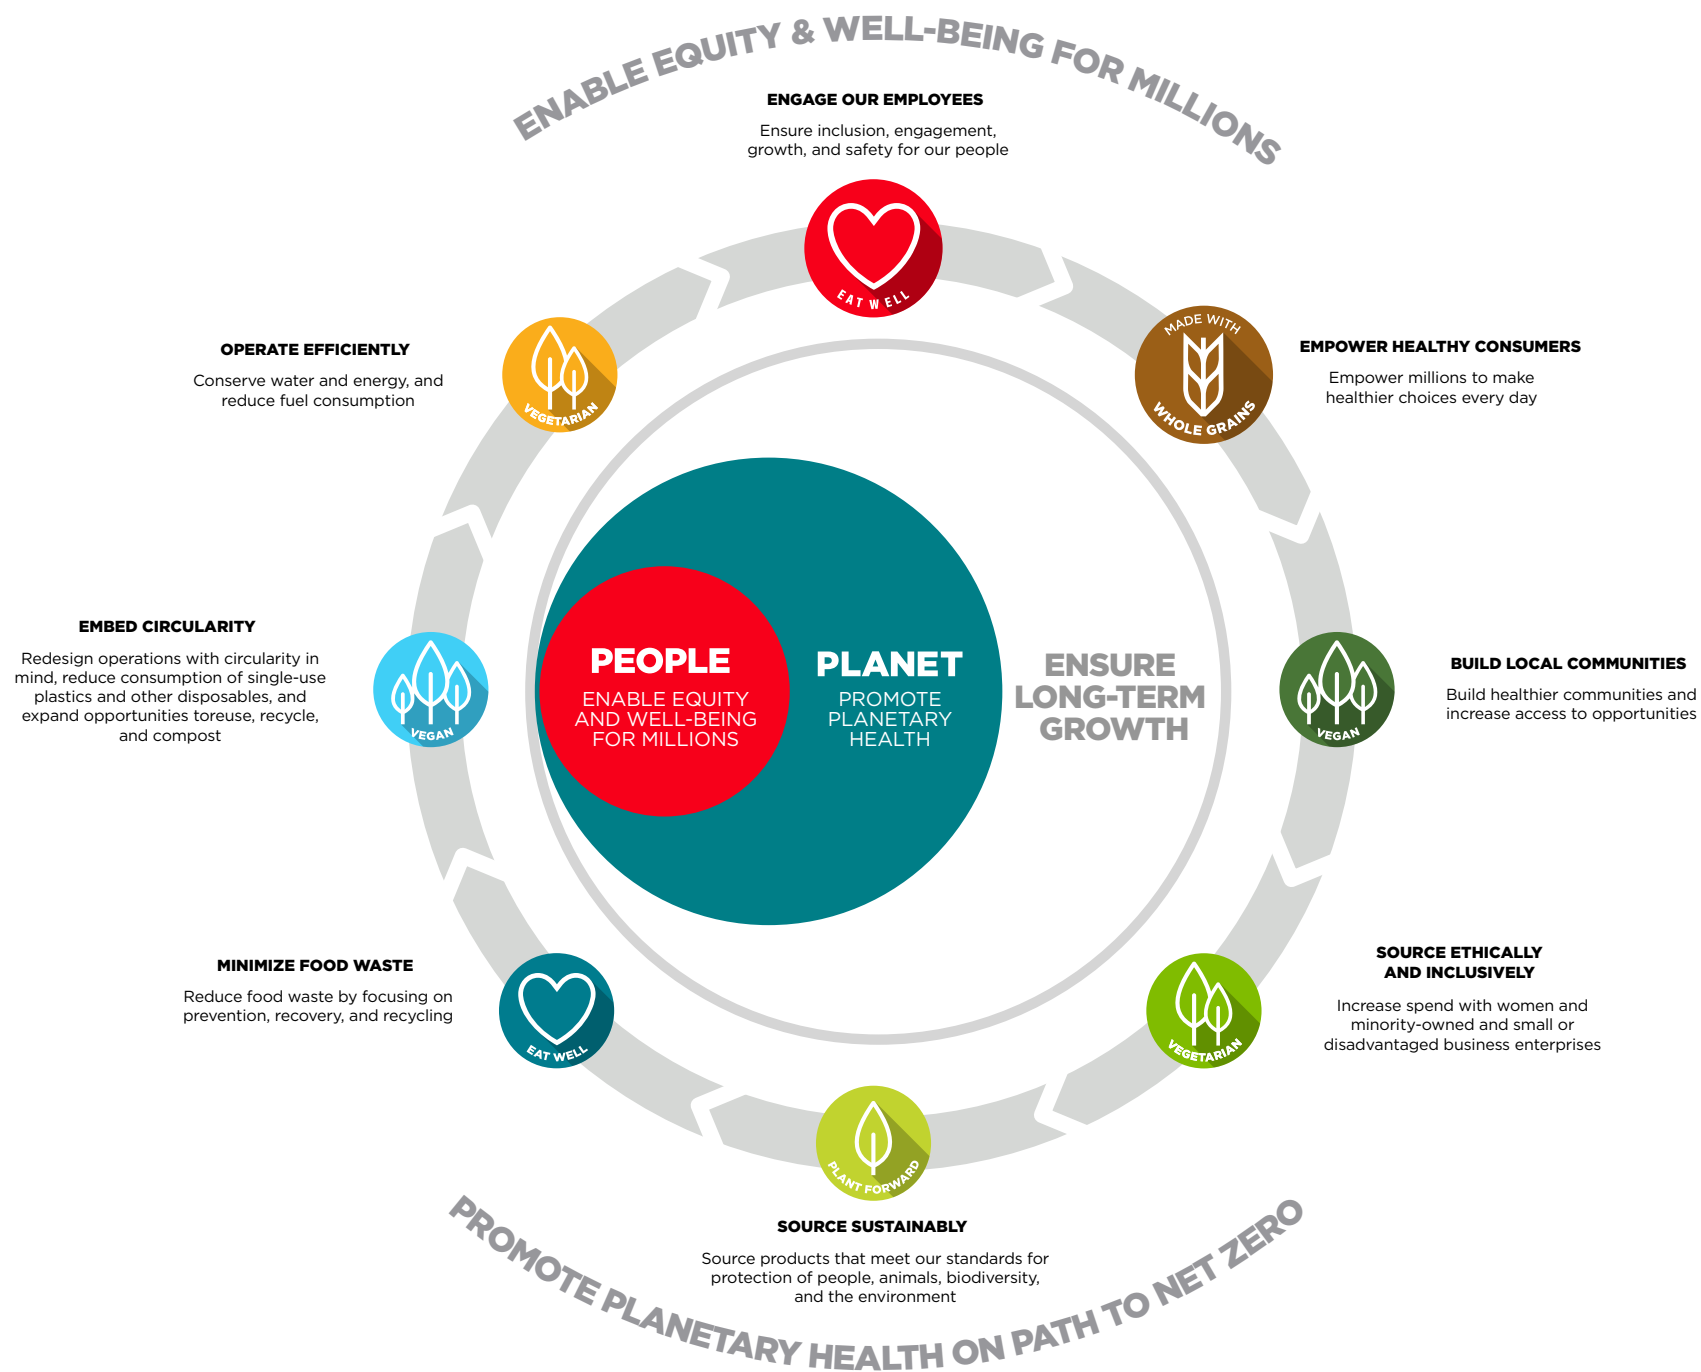 ENABLE EQUITY & WELL-BEING FOR MILLIONS
ENGAGE OUR EMPLOYEES
Ensure inclusion, engagement,
growth, and safety for our people
EAT WELL
MADE WITH
WHOLE GRAINS
EMPOWER HEALTHY CONSUMERS
Empower millions to make
healthier choices every day
VEGAN
BUILD LOCAL COMMUNITIES
Build healthier communities and
increase access to opportunities
VEGETARIAN
SOURCE ETHICALLY
AND INCLUSIVELY
Increase spend with women and
minority-owned and small or
disadvantaged business enterprises
PLANT FORWARD
SOURCE SUSTAINABLY
Source products that meet our standards for
protection of people, animals, biodiversity,
and the environment
EAT WELL
MINIMIZE FOOD WASTE
Reduce food waste by focusing on
prevention, recovery, and recycling
VEGAN
EMBED CIRCULARITY
Redesign operations with circularity in
mind, reduce consumption of single-use
plastics and other disposables, and
expand opportunities toreuse, recycle,
and compost
VEGETARIAN
OPERATE EFFICIENTLY
Conserve water and energy, and
reduce fuel consumption
PEOPLE
ENABLE EQUITY
AND WELL-BEING
FOR MILLIONS
PLANET
PROMOTE
PLANETARY
HEALTH
ENSURE
LONG-TERM
GROWTH
PROMOTE PLANETARY HEALTH ON PATH TO NET ZERO